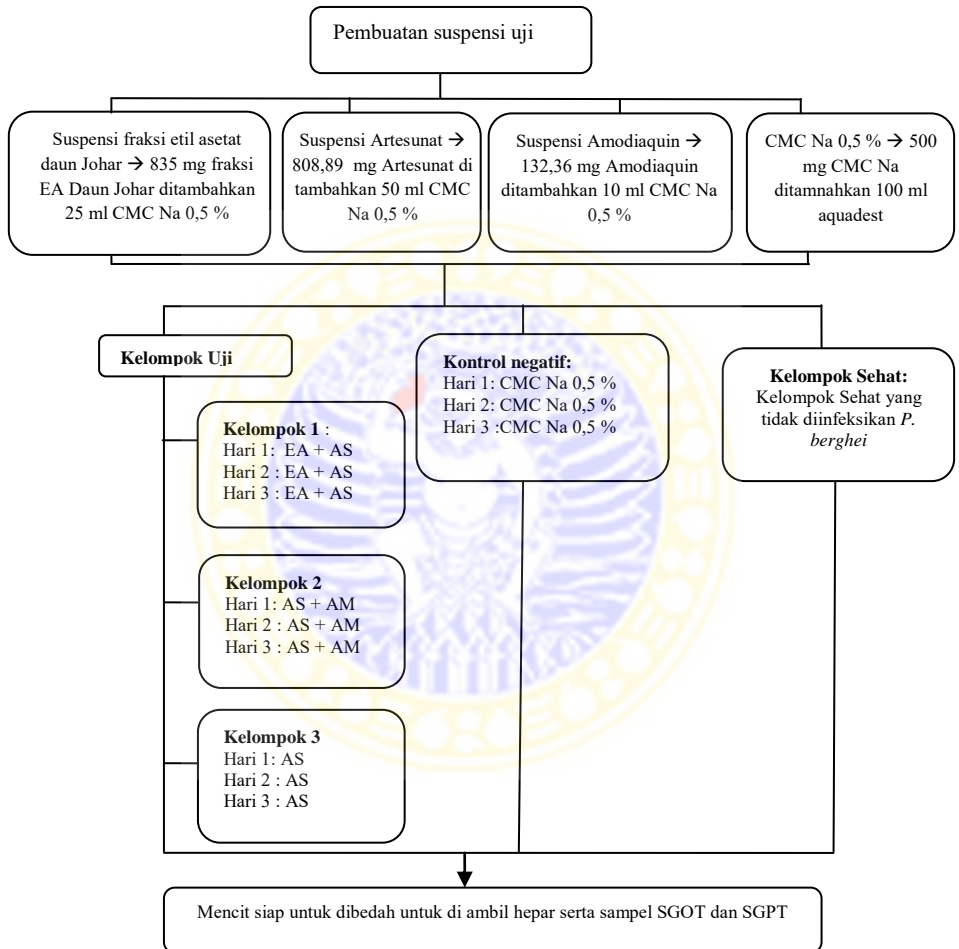 Pembuatan suspensi uji
Suspensi fraksi etil asetat
daun Johar → 835 mg fraksi
EA Daun Johar ditambahkan
25 ml CMC Na 0,5 %
Suspensi Artesunat →
808,89 mg Artesunat di
tambahkan 50 ml CMC
Na 0,5 %
Suspensi Amodiaquin →
132,36 mg Amodiaquin
ditambahkan 10 ml CMC Na
0,5 %
CMC Na 0,5 % → 500
mg CMC Na
ditamnahkan 100 ml
aquadest
Kelompok Uji
Kelompok 1 :
Hari 1: EA + AS
Hari 2 : EA + AS
Hari 3 : EA + AS
Kelompok 2
Hari 1: AS + AM
Hari 2 : AS + AM
Hari 3 : AS + AM
Kelompok 3
Hari 1: AS
Hari 2 : AS
Hari 3 : AS
Kontrol negatif:
Hari 1: CMC Na 0,5 %
Hari 2: CMC Na 0,5 %
Hari 3 :CMC Na 0,5 %
Kelompok Sehat:
Kelompok Sehat yang
tidak diinfeksikan P.
berghei
Mencit siap untuk dibedah untuk di ambil hepar serta sampel SGOT dan SGPT